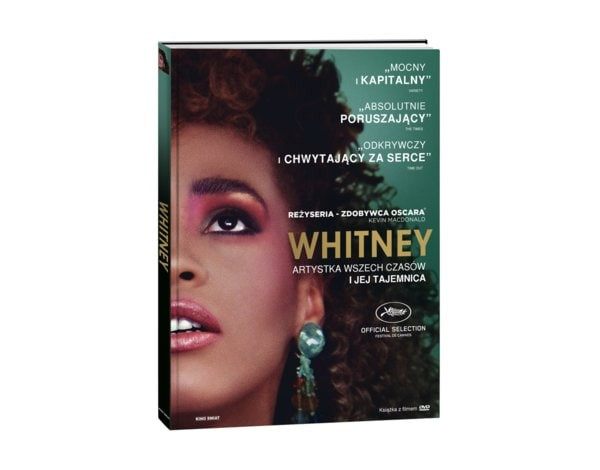 „MOCNY
I KAPITALNY”
VARIETY
„ABSOLUTNIE
PORUSZAJĄCY”
THE TIMES
„ODKRYWCZY
I CHWYTAJĄCY ZA SERCE”
TIME OUT
REŻYSERIA - ZDOBYWCA OSCARA®
KEVIN MACDONALD
WHITNEY
ARTYSTKA WSZECH CZASÓW
I JEJ TAJEMNICA
OFFICIAL SELECTION
FESTIVAL DE CANNES
KINO ŚWIAT
Książka z filmem DVD
WHITNEY